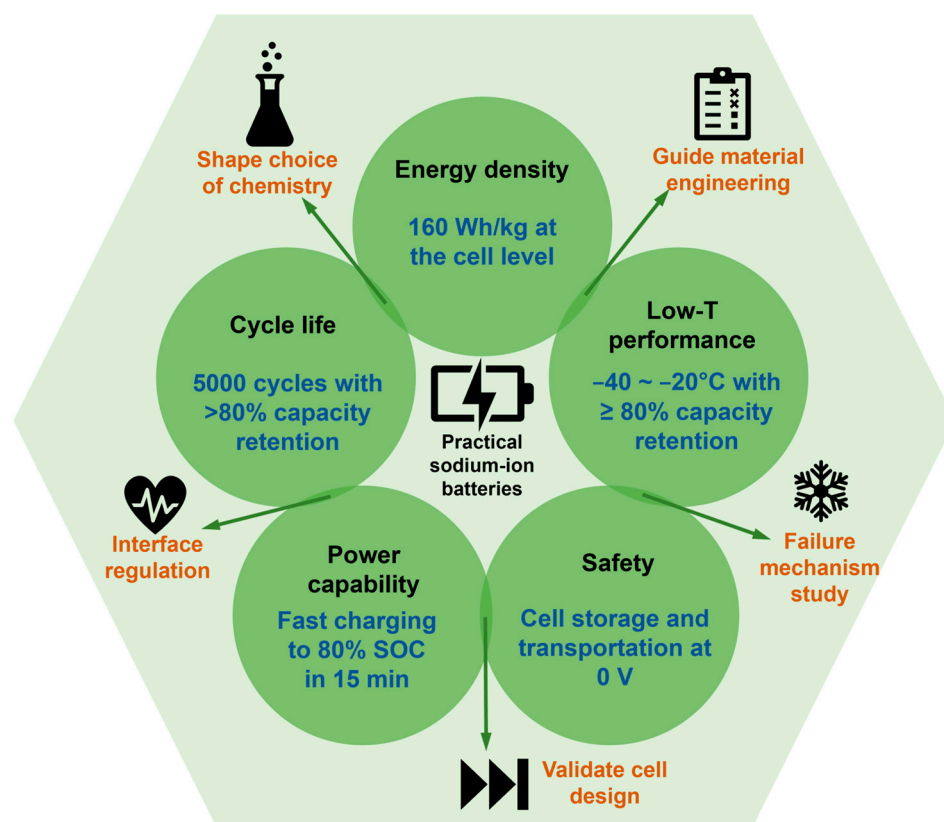 Shape choice
of chemistry
Energy density
160 Wh/kg at
the cell level
Guide material
engineering
Cycle life
5000 cycles with
>80% capacity
retention
Low-T
performance
–40 ~ –20°C with
≥ 80% capacity
retention
Practical
sodium-ion
batteries
Interface
regulation
Power
capability
Fast charging
to 80% SOC
in 15 min
Safety
Cell storage and
transportation at
0 V
Failure
mechanism
study
Validate cell
design